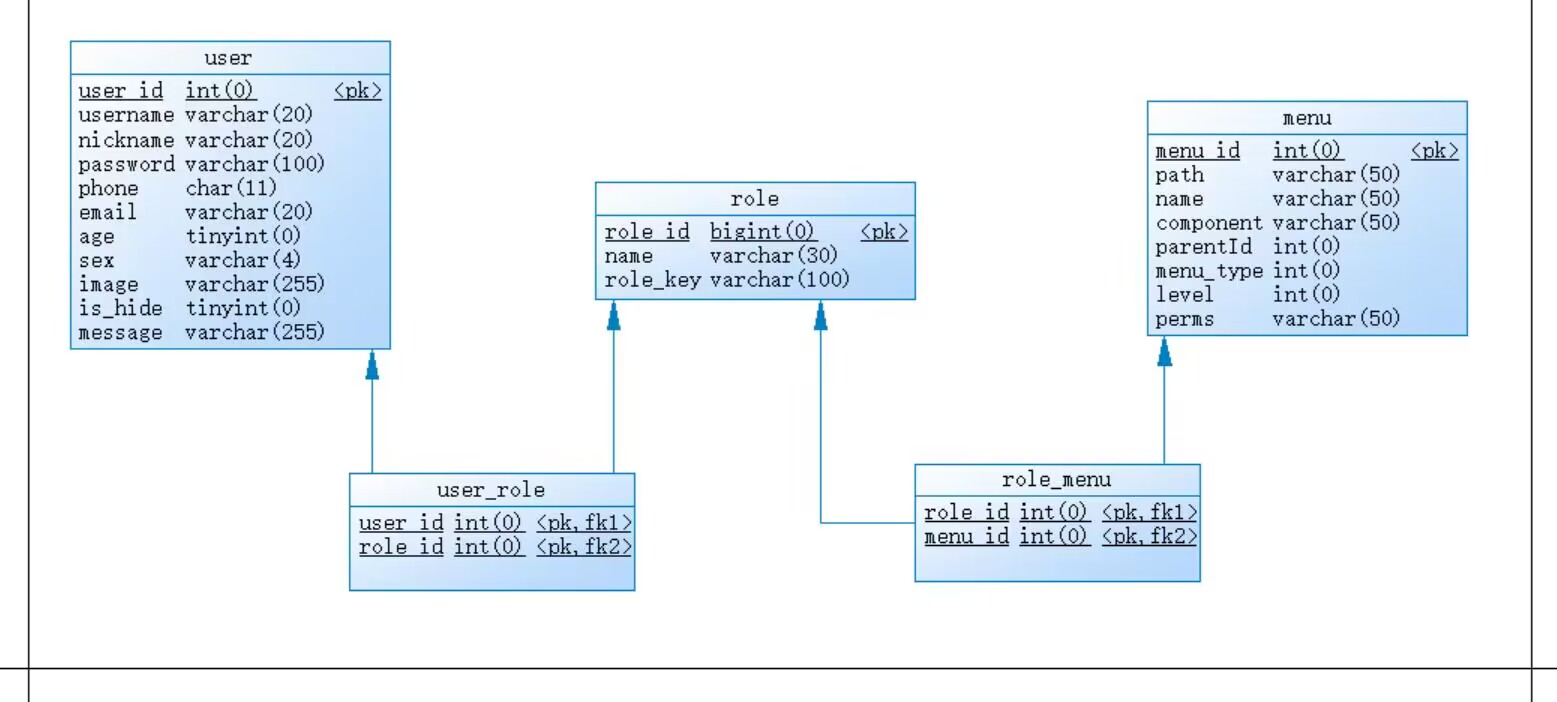 user
user_id int(0) <pk>
username varchar(20)
nickname varchar(20)
password varchar(100)
phone char(11)
email varchar(20)
age tinyint(0)
sex varchar(4)
image varchar(255)
is_hide tinyint(0)
message varchar(255)
role
role_id bigint(0) <pk>
name varchar(30)
role_key varchar(100)
menu
menu_id int(0) <pk>
path varchar(50)
name varchar(50)
component varchar(50)
parentId int(0)
menu_type int(0)
level int(0)
perms varchar(50)
user_role
user_id int(0) <pk,fk1>
role_id int(0) <pk,fk2>
role_menu
role_id int(0) <pk,fk1>
menu_id int(0) <pk,fk2>